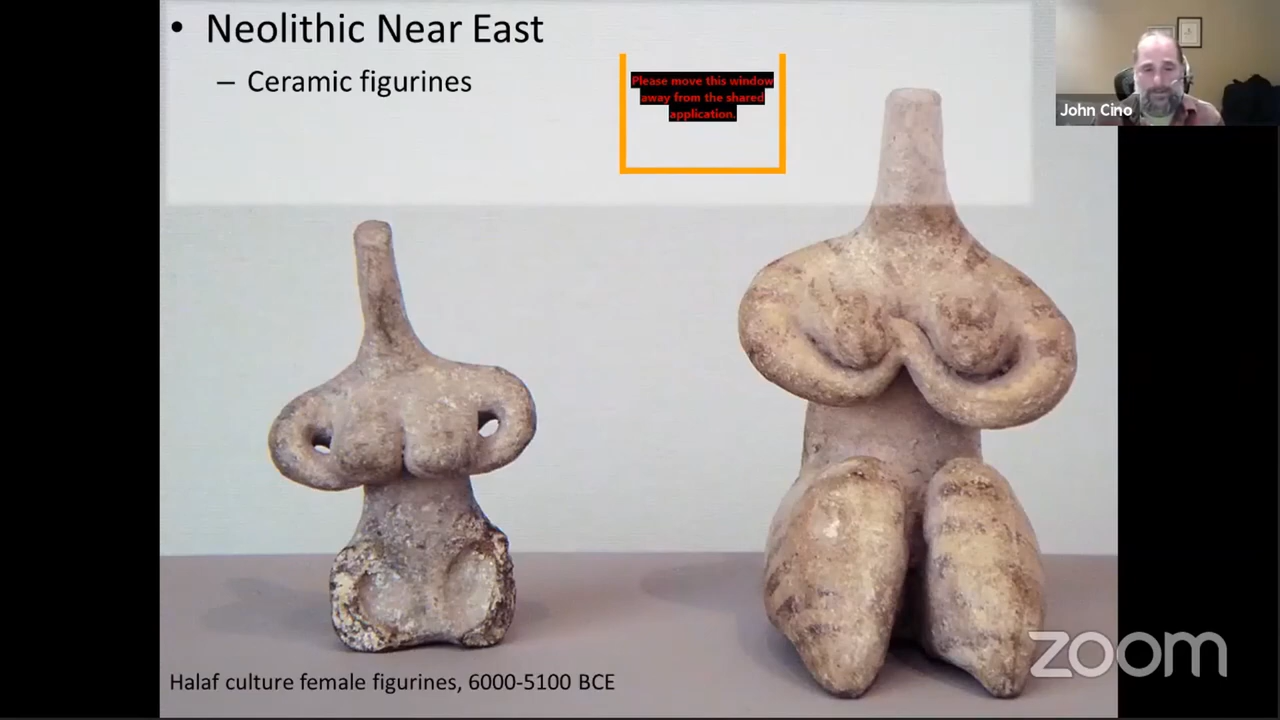 • Neolithic Near East
– Ceramic figurines
Please move this window
away from the shared
application.
John Cino
Halaf culture female figurines, 6000-5100 BCE
zoom